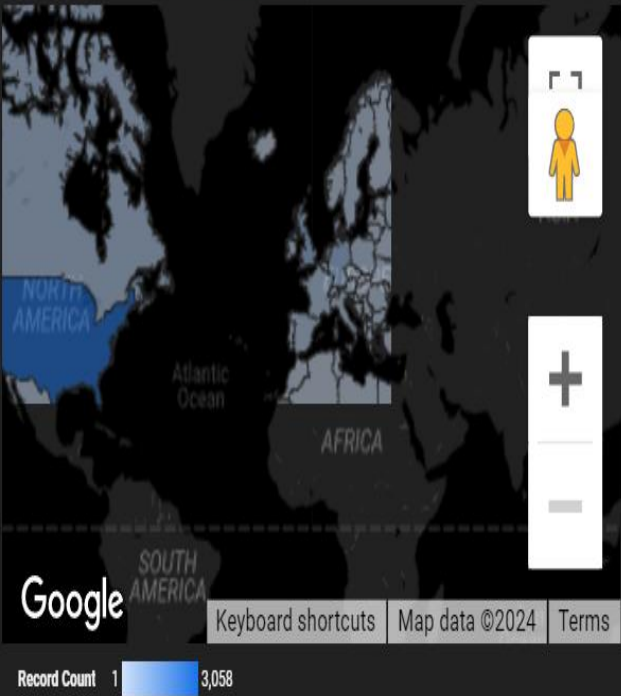 NORTH
AMERICA
Atlantic
Ocean
AFRICA
SOUTH
AMERICA
Google
Keyboard shortcuts
Map data ©2024
Terms
Record Count 1 3,058